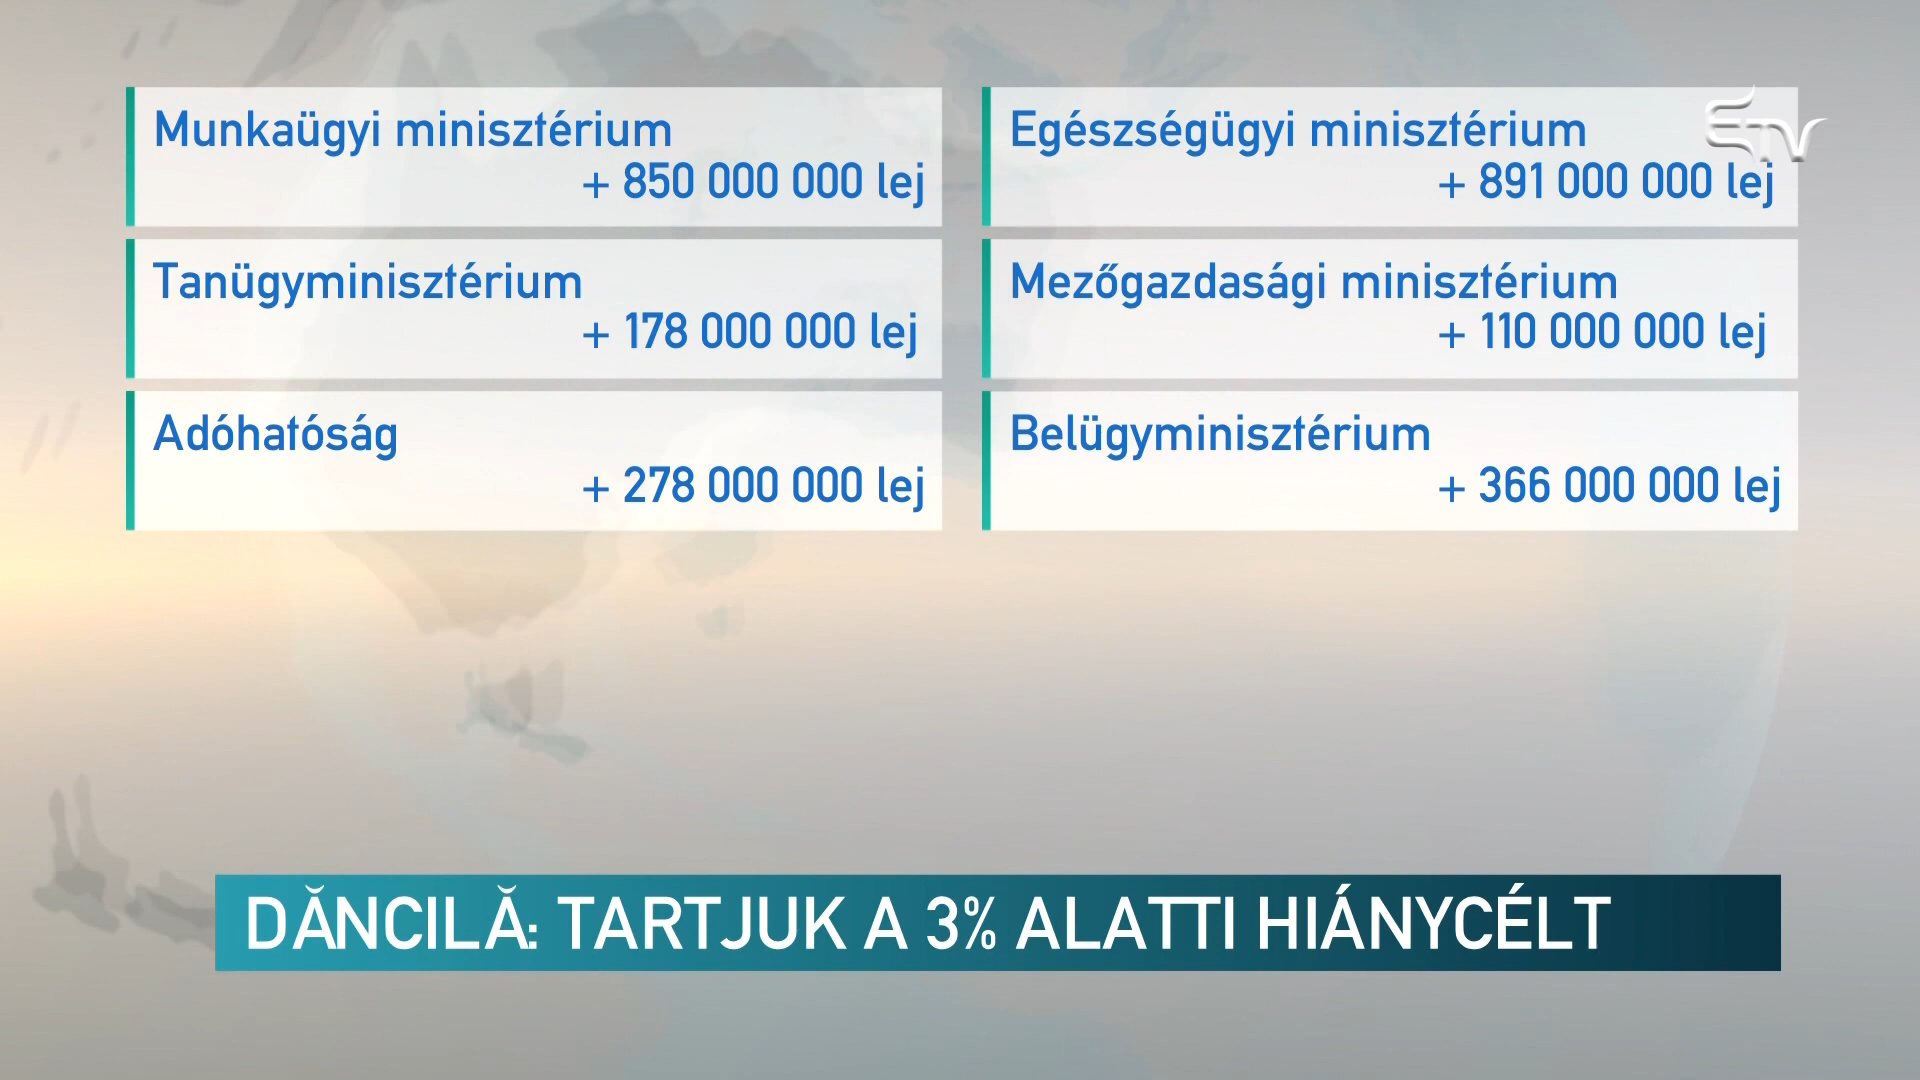 Munkaügyi minisztérium
+ 850 000 000 lej
Egészségügyi minisztérium
+ 891 000 000 lej
ETV
Tanügyminisztérium
+ 178 000 000 lej
Mezőgazdasági minisztérium
+ 110 000 000 lej
Adóhatóság
+ 278 000 000 lej
Belügyminisztérium
+ 366 000 000 lej
DĂNCILĂ: TARTJUK A 3% ALATTI HIÁNYCÉLT